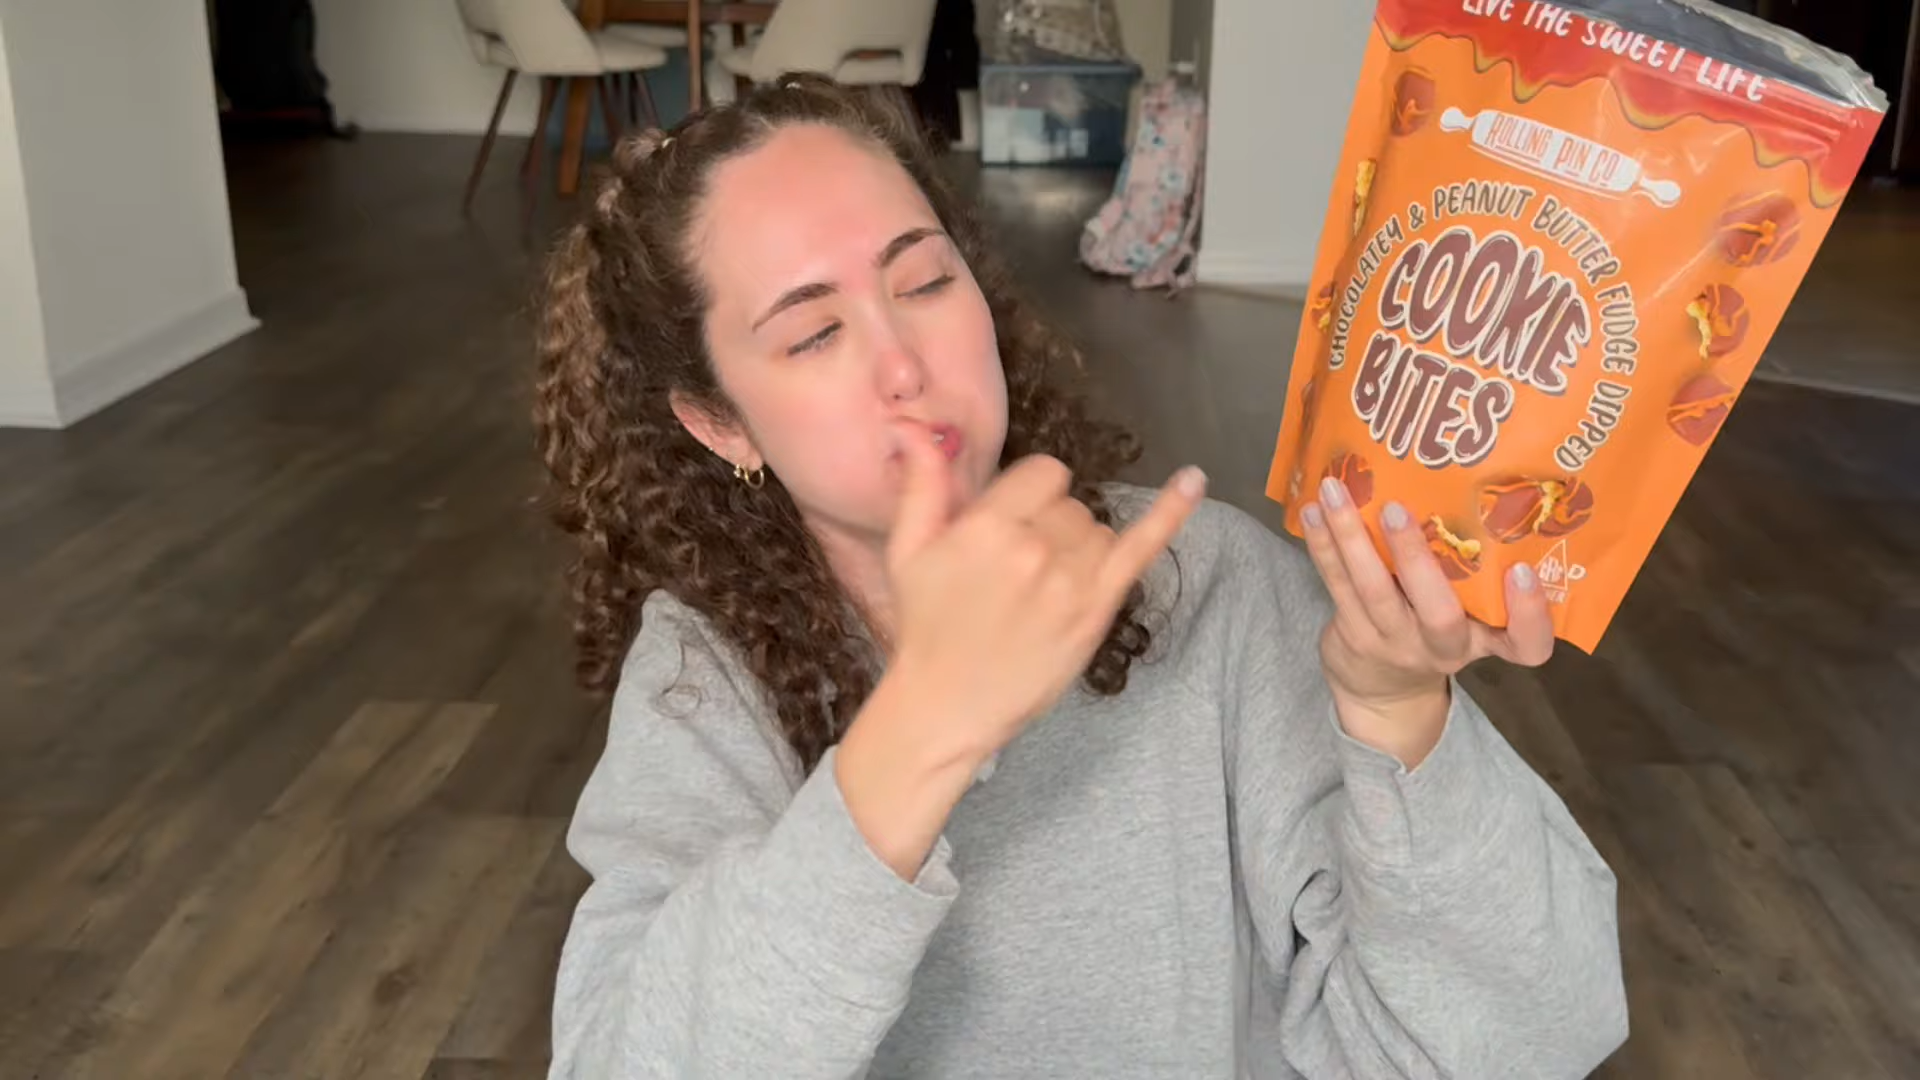 LIVE THE SWEET LIFE
ROLLING PIN CO
CHOCOLATEY & PEANUT BUTTER FUDGE DIPPED
COOKIE
BITES